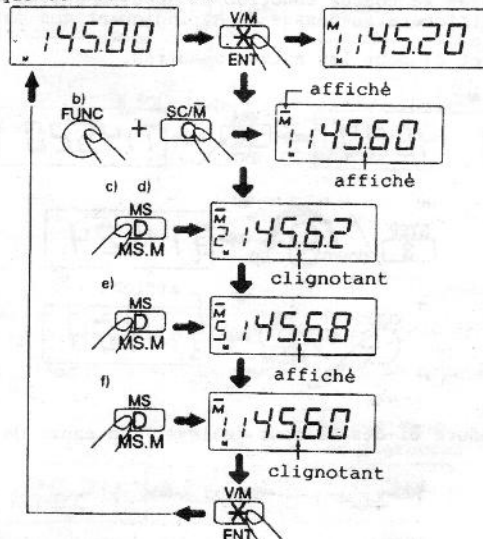 V/M
145.00
X
M
145.20
ENT
b)
FUNC
+
SC/M̅
affiché
M̅
1 145.60
affiché
c) d)
MS
D
MS.M
M̅
2 145.62
clignotant
e)
MS
D
MS.M
M̅
5 145.68
affiché
f)
MS
D
MS.M
M̅
1 145.60
clignotant
V/M
X
ENT